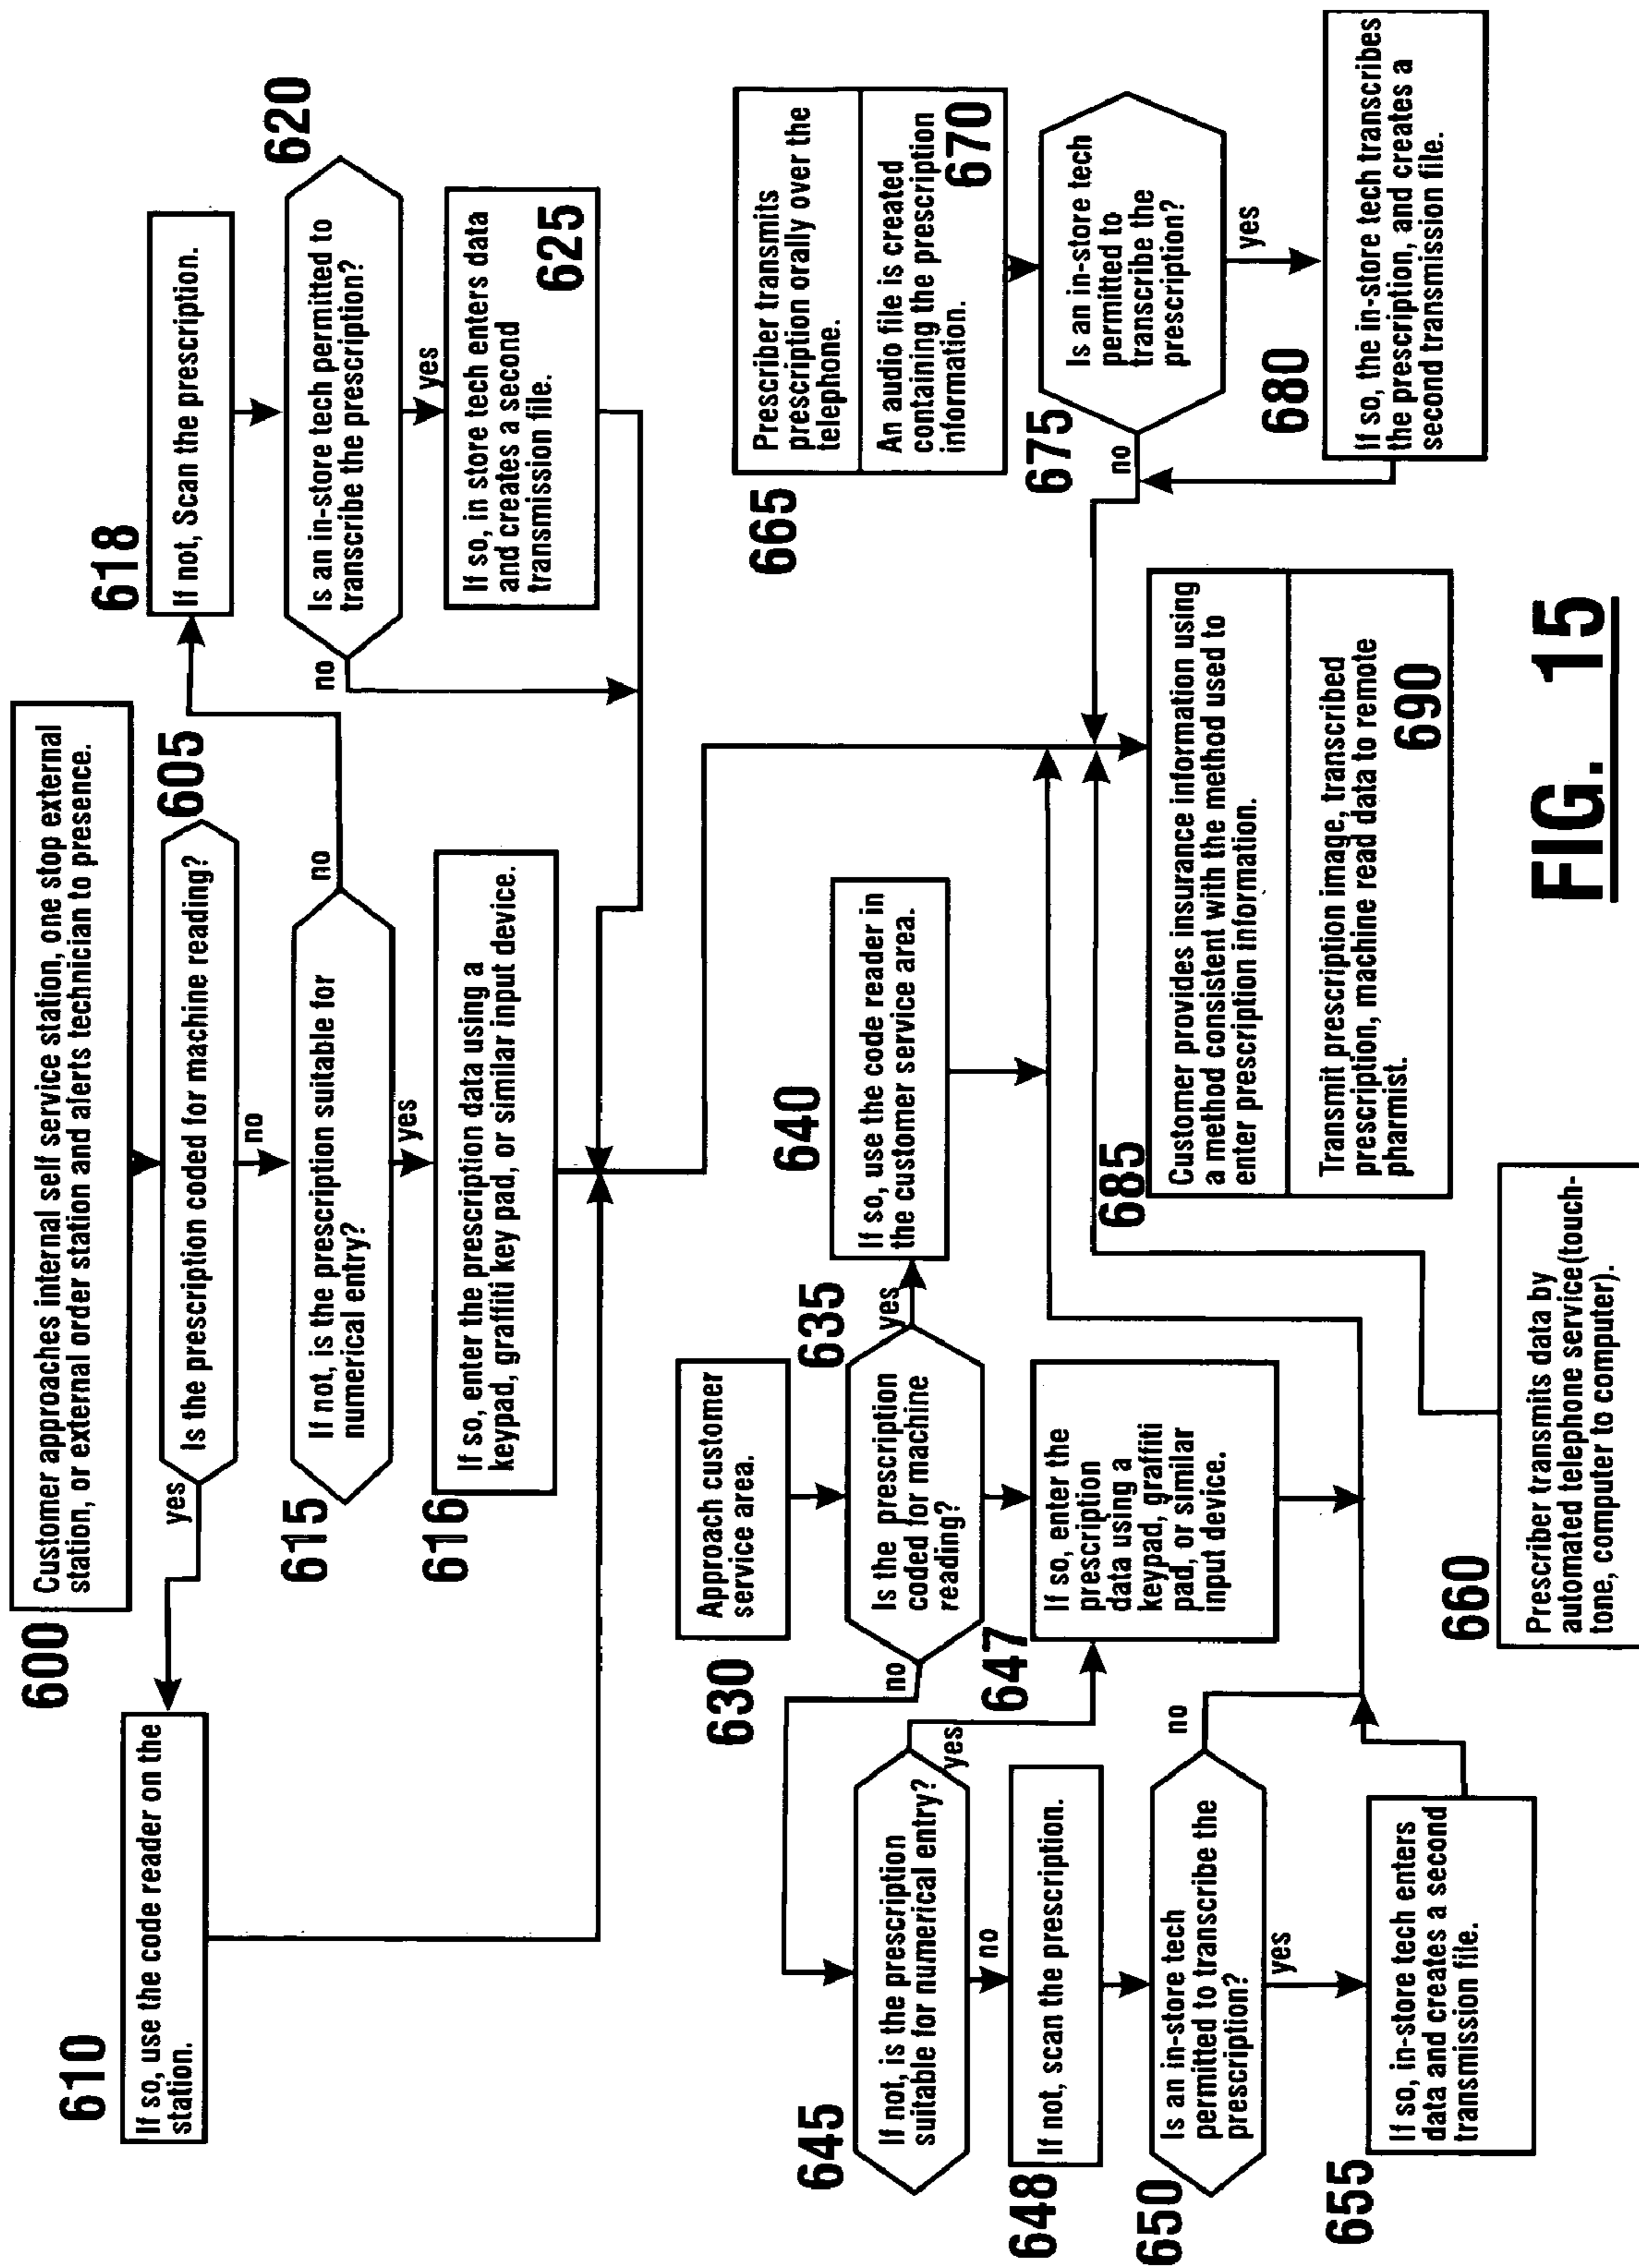 600
Customer approaches internal self service station, one stop external
station, or external order station and alerts technician to presence.
Is the prescription coded for machine reading?
605
yes
no
610
If so, use the code reader on the
station.
615
If not, is the prescription suitable for
numerical entry?
no
yes
616
If so, enter the prescription data using a
keypad, graffiti key pad, or similar input device.
618
If not, Scan the prescription.
620
Is an in-store tech permitted to
transcribe the prescription?
no
yes
If so, in store tech enters data
and creates a second
transmission file.
625
630
Approach customer
service area.
635
Is the prescription
coded for machine
reading?
yes
no
640
If so, use the code reader in
the customer service area.
645
If not, is the prescription
suitable for numerical entry?
yes
no
647
If so, enter the
prescription
data using a
keypad, graffiti
pad, or similar
input device.
648
If not, scan the prescription.
650
Is an in-store tech
permitted to transcribe the
prescription?
no
yes
655
If so, in-store tech enters
data and creates a second
transmission file.
660
Prescriber transmits data by
automated telephone service(touch-
tone, computer to computer).
665
Prescriber transmits
prescription orally over the
telephone.
An audio file is created
containing the prescription
information.
670
675
Is an in-store tech
permitted to
transcribe the
prescription?
no
yes
680
If so, the in-store tech transcribes
the prescription, and creates a
second transmission file.
685
Customer provides insurance information using
a method consistent with the method used to
enter prescription information.
Transmit prescription image, transcribed
prescription, machine read data to remote
pharmist.
690
FIG. 15